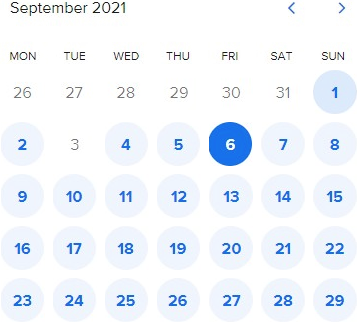 September 2021
MON TUE WED THU FRI SAT SUN
26 27 28 29 30 31 1
2 3 4 5 6 7 8
9 10 11 12 13 14 15
16 17 18 19 20 21 22
23 24 25 26 27 28 29